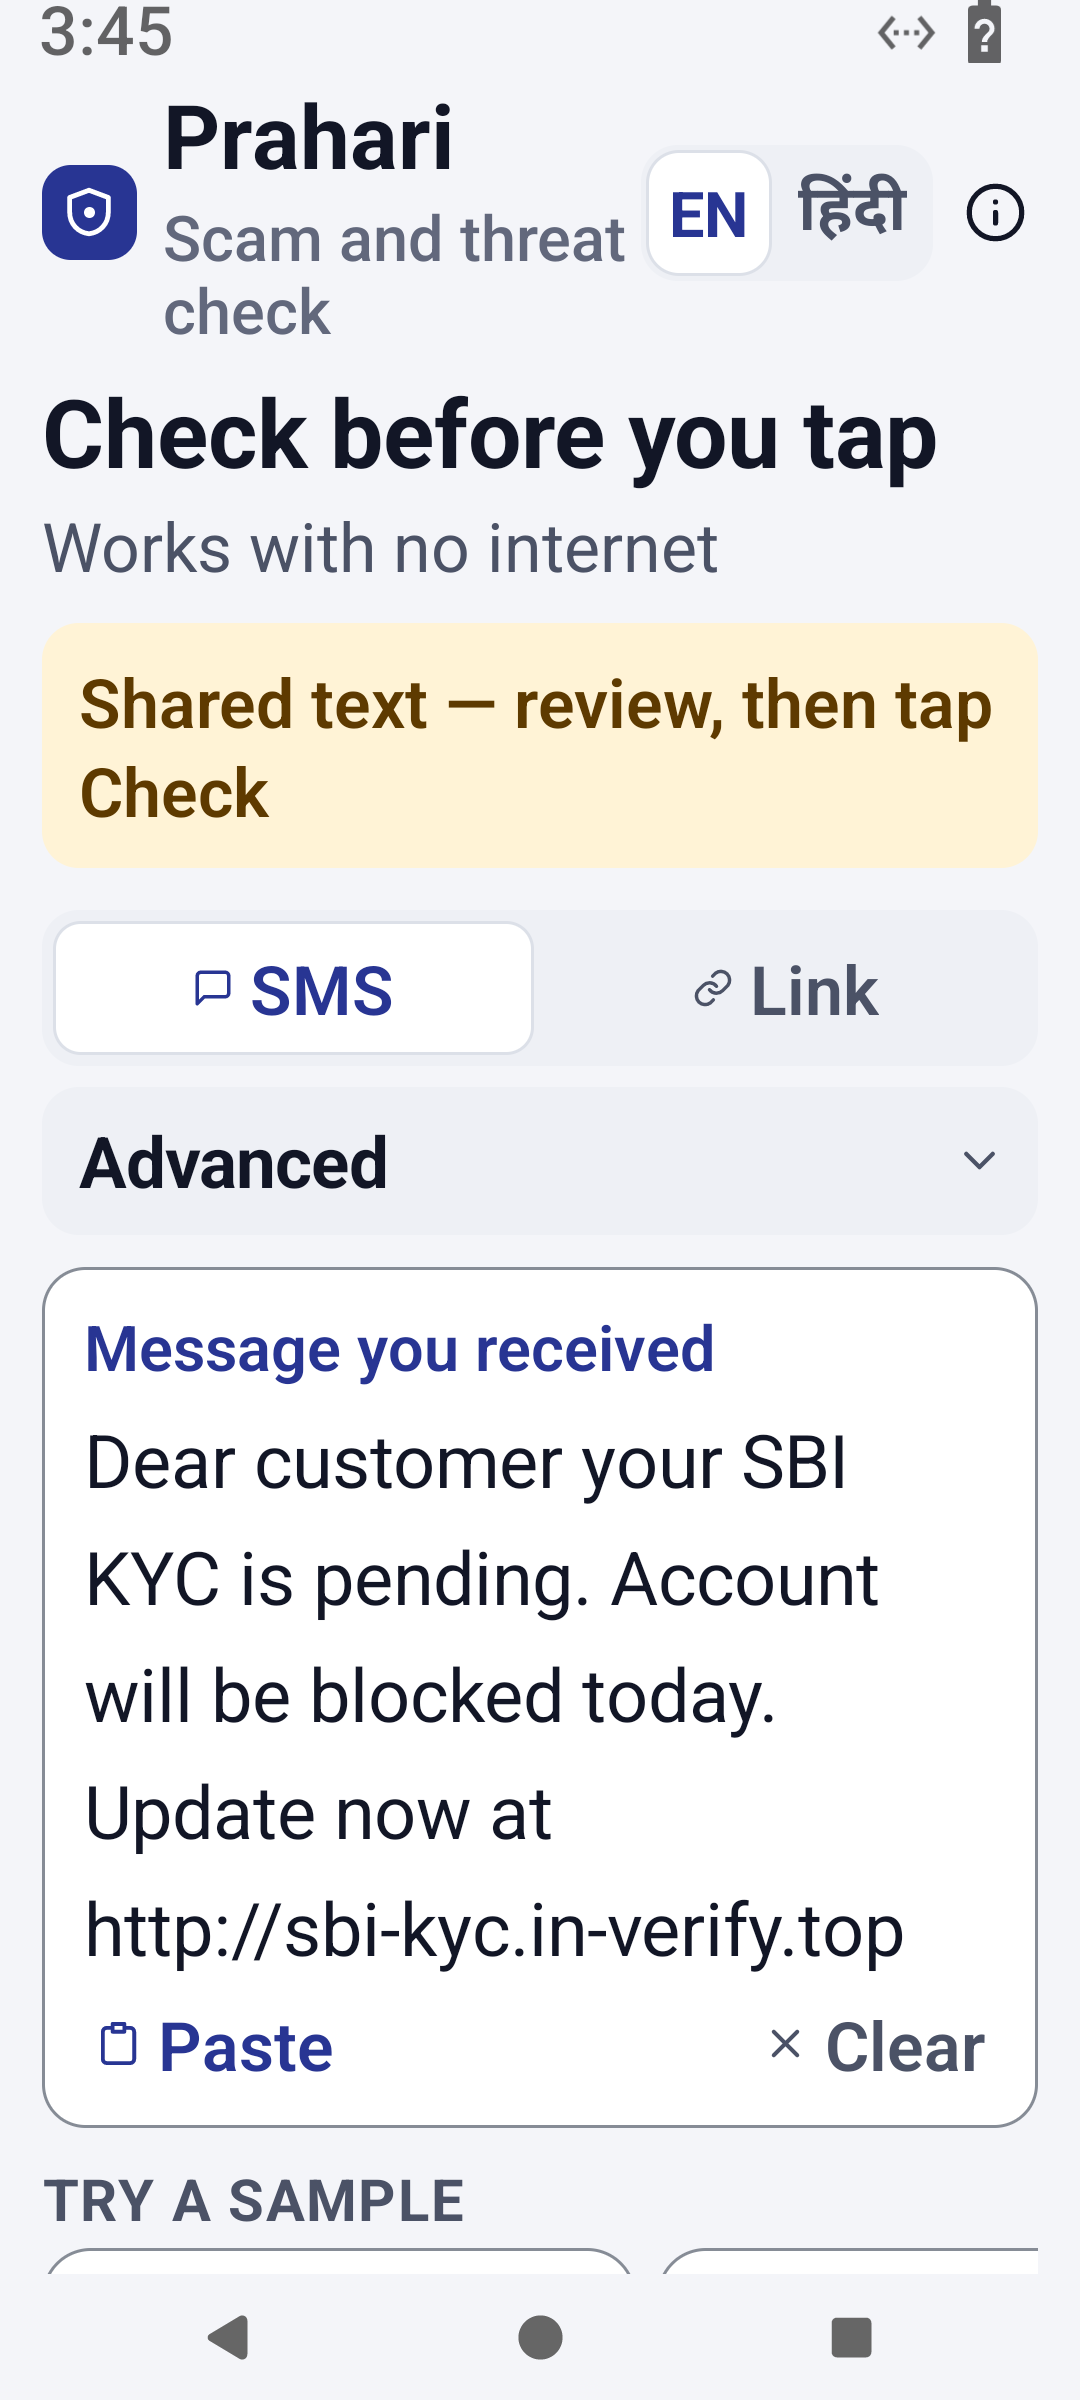 3:45
Prahari
Scam and threat
check
EN
हिंदी
Check before you tap
Works with no internet
Shared text — review, then tap
Check
SMS
Link
Advanced
Message you received
Dear customer your SBI
KYC is pending. Account
will be blocked today.
Update now at
http://sbi-kyc.in-verify.top
Paste
Clear
TRY A SAMPLE